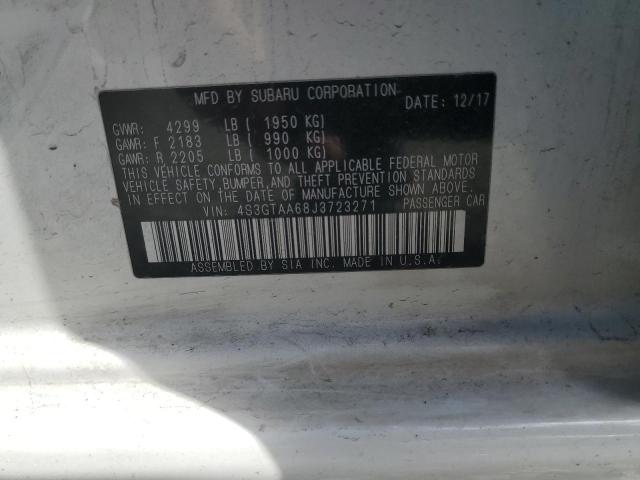 MFD BY SUBARU CORPORATION
DATE: 12/17
GVWR: 4299 LB ( 1950 KG)
GAWR: F 2183 LB ( 990 KG)
GAWR: R 2205 LB ( 1000 KG)
THIS VEHICLE CONFORMS TO ALL APPLICABLE FEDERAL MOTOR
VEHICLE SAFETY, BUMPER, AND THEFT PREVENTION STANDARDS
IN EFFECT ON THE DATE OF MANUFACTURE SHOWN ABOVE.
VIN: 4S3GTAA68J3723271 PASSENGER CAR
ASSEMBLED BY SIA INC. MADE IN U.S.A.